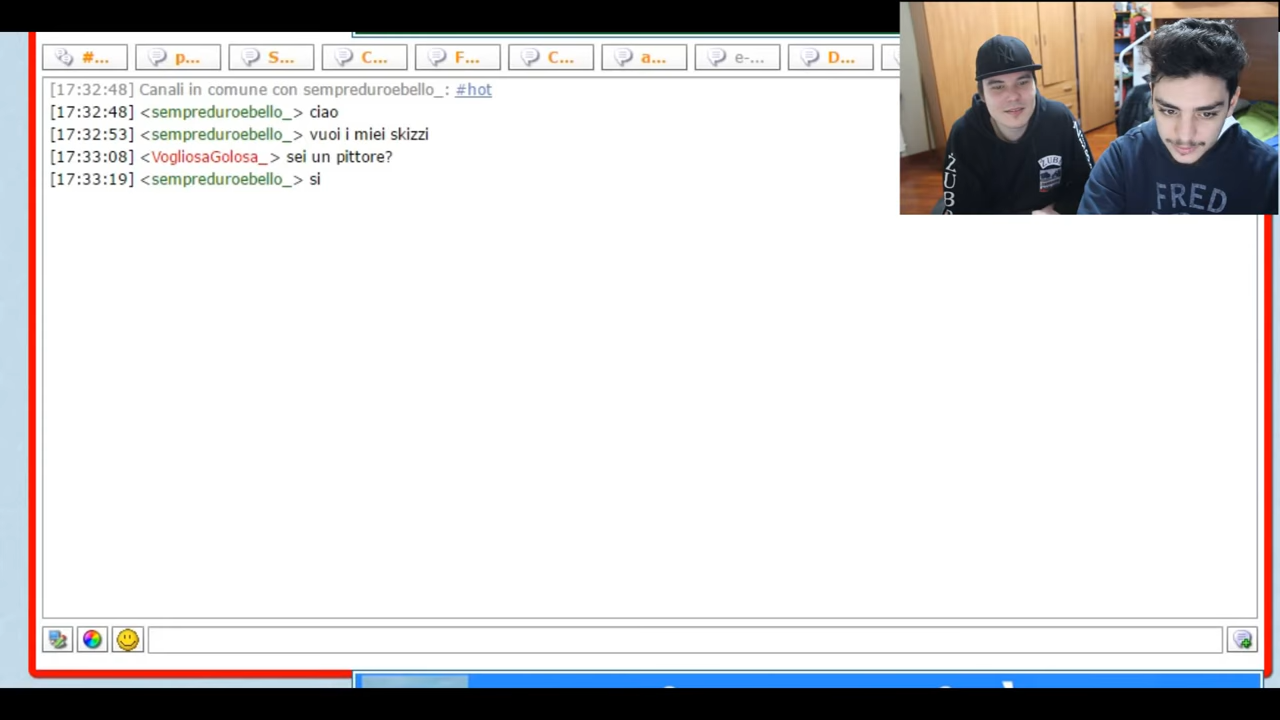 #... p... S... C... F... C... a... e-... D...
[17:32:48] Canali in comune con sempreduroebello_: #hot
[17:32:48] <sempreduroebello_> ciao
[17:32:53] <sempreduroebello_> vuoi i miei skizzi
[17:33:08] <VogliosaGolosa_> sei un pittore?
[17:33:19] <sempreduroebello_> si
FRED